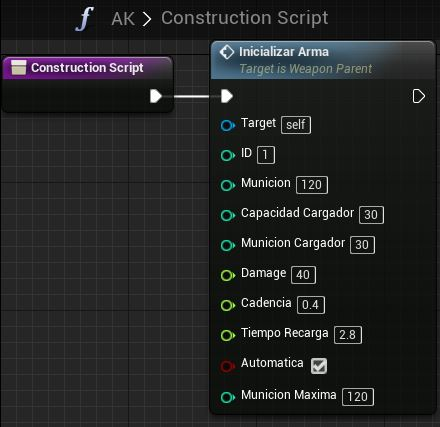 f AK > Construction Script
Construction Script
Inicializar Arma
Target is Weapon Parent
Target self
ID 1
Municion 120
Capacidad Cargador 30
Municion Cargador 30
Damage 40
Cadencia 0.4
Tiempo Recarga 2.8
Automatica
Municion Maxima 120